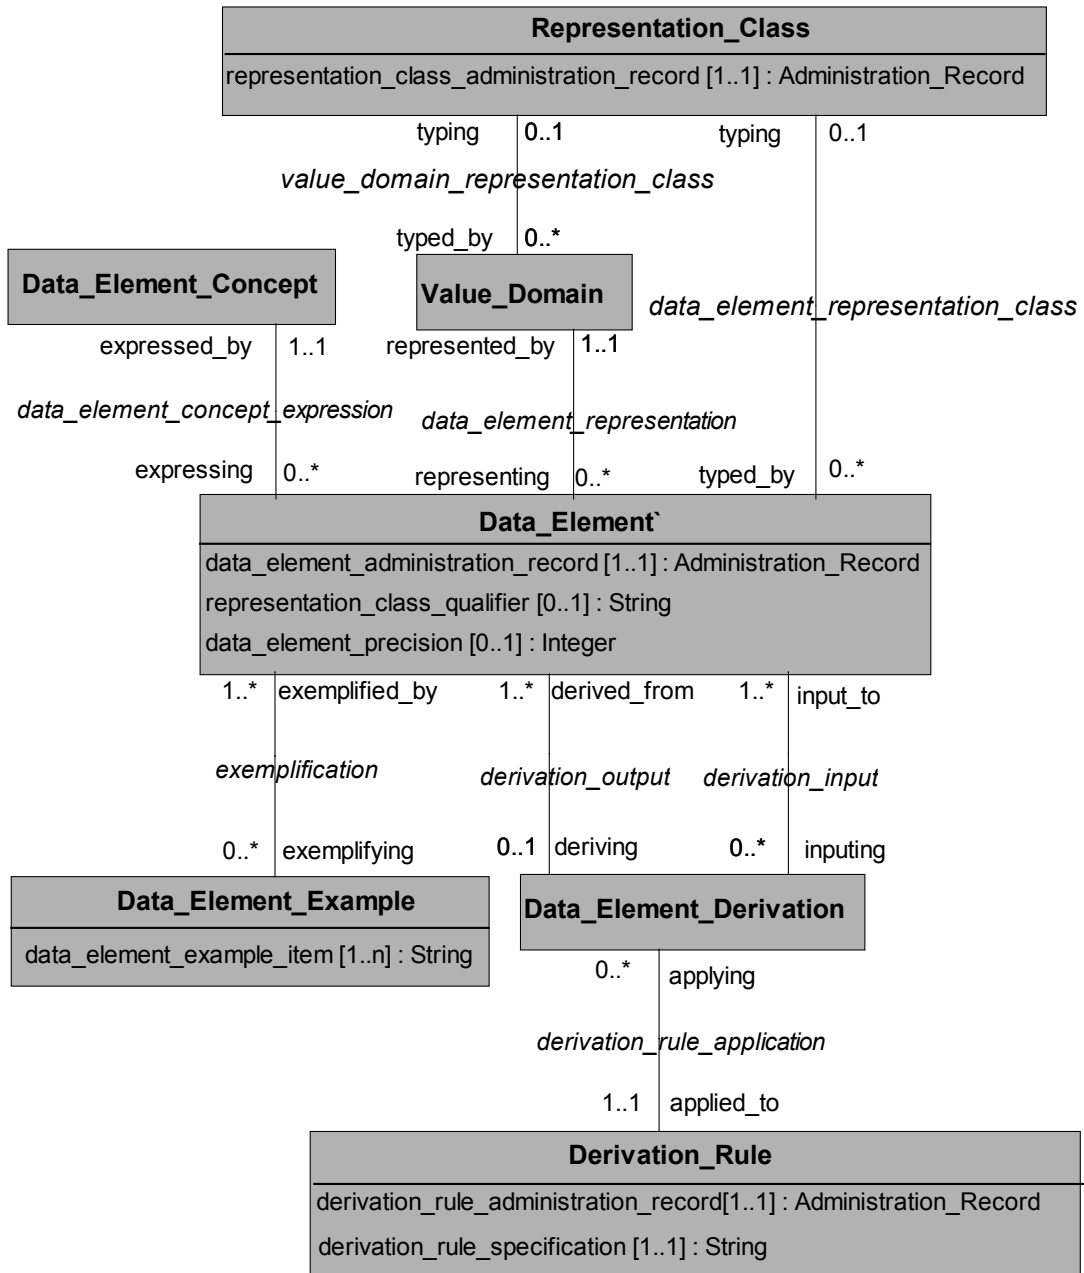 Representation_Class
representation_class_administration_record [1..1] : Administration_Record
typing 0..1 typing 0..1
value_domain_representation_class
typed_by 0..*
Data_Element_Concept
Value_Domain
data_element_representation_class
expressed_by 1..1 represented_by 1..1
data_element_concept_expression
data_element_representation
expressing 0..* representing 0..* typed_by 0..*
Data_Element`
data_element_administration_record [1..1] : Administration_Record
representation_class_qualifier [0..1] : String
data_element_precision [0..1] : Integer
1..* exemplified_by 1..* derived_from 1..* input_to
exemplification derivation_output derivation_input
0..* exemplifying 0..1 deriving 0..* inputing
Data_Element_Example
Data_Element_Derivation
data_element_example_item [1..n] : String
0..* applying
derivation_rule_application
1..1 applied_to
Derivation_Rule
derivation_rule_administration_record[1..1] : Administration_Record
derivation_rule_specification [1..1] : String